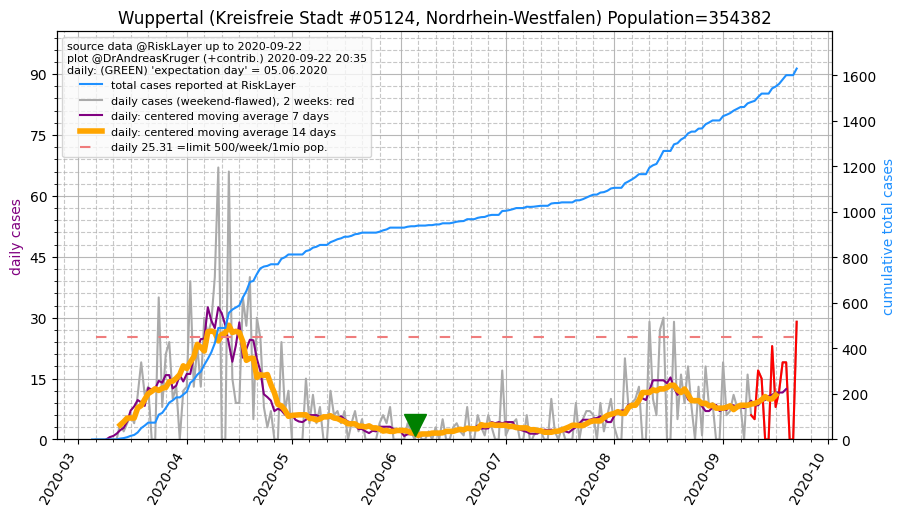 Wuppertal (Kreisfreie Stadt #05124, Nordrhein-Westfalen) Population=354382
source data @RiskLayer up to 2020-09-22
plot @DrAndreasKruger (+contrib.) 2020-09-22 20:35
daily: (GREEN) 'expectation day' = 05.06.2020
total cases reported at RiskLayer
daily cases (weekend-flawed), 2 weeks: red
daily: centered moving average 7 days
daily: centered moving average 14 days
daily 25.31 =limit 500/week/1mio pop.
daily cases
90
75
60
45
30
15
0
cumulative total cases
1600
1400
1200
1000
800
600
400
200
0
2020-03
2020-04
2020-05
2020-06
2020-07
2020-08
2020-09
2020-10